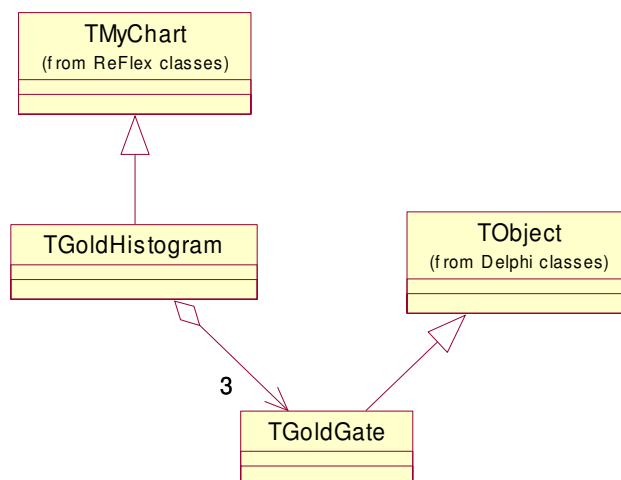 TMyChart
(from ReFlex classes)
TGoldHistogram
TObject
(from Delphi classes)
3
TGoldGate